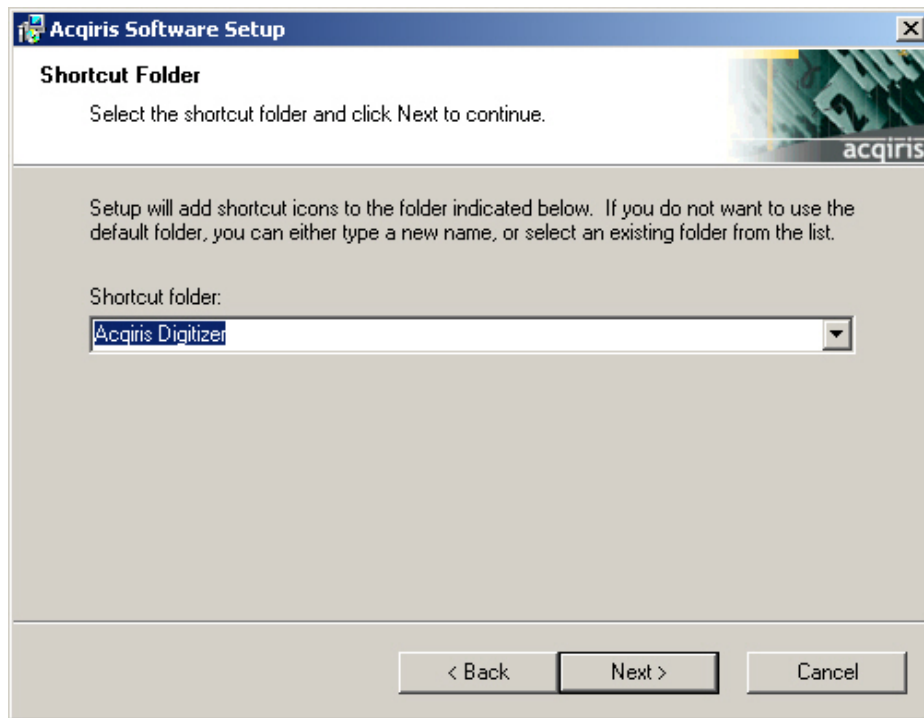 Acqiris Software Setup
Shortcut Folder
Select the shortcut folder and click Next to continue.
acqiris
Setup will add shortcut icons to the folder indicated below.  If you do not want to use the
default folder, you can either type a new name, or select an existing folder from the list.
Shortcut folder:
Acqiris Digitizer
< Back
Next >
Cancel